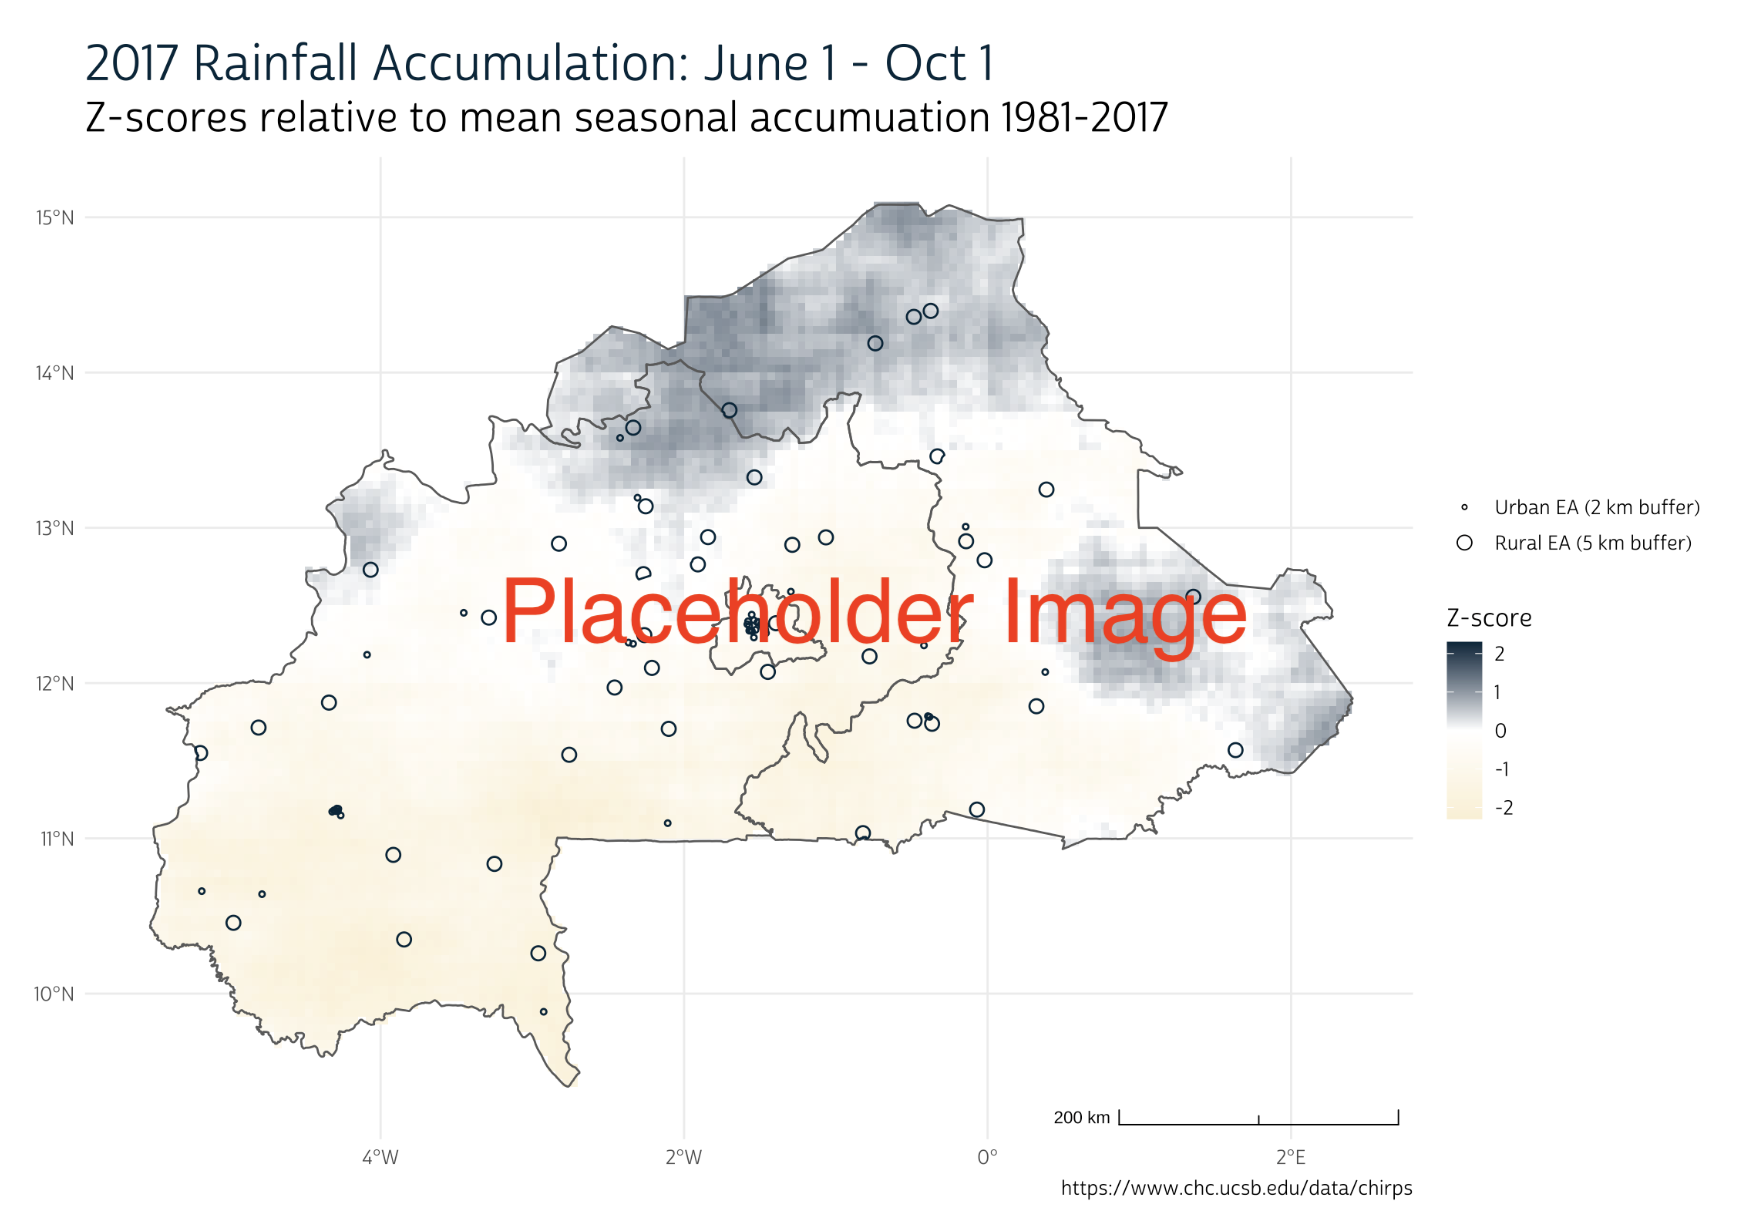 2017 Rainfall Accumulation: June 1 - Oct 1
Z-scores relative to mean seasonal accumuation 1981-2017
15°N
14°N
13°N
12°N
11°N
10°N
Placeholder Image
Urban EA (2 km buffer)
Rural EA (5 km buffer)
Z-score
2
1
0
-1
-2
200 km
4°W
2°W
0°
2°E
https://www.chc.ucsb.edu/data/chirps